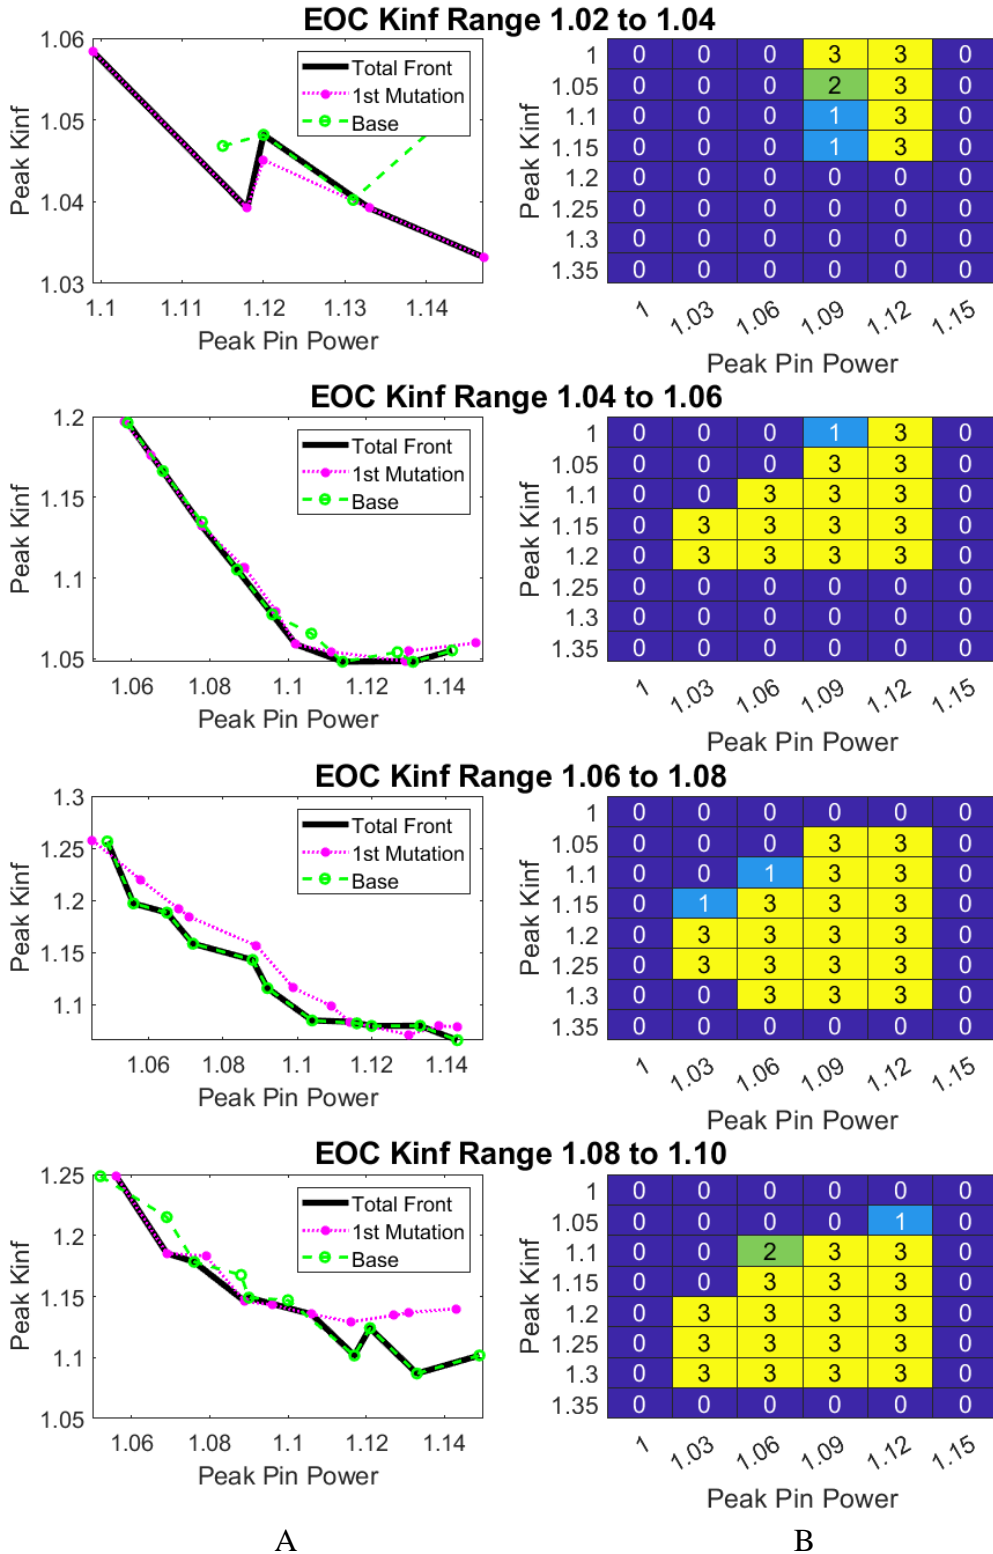 EOC Kinf Range 1.02 to 1.04
1.06
1.05
1.04
1.03
Peak Kinf
Total Front
1st Mutation
Base
1.1 1.11 1.12 1.13 1.14
Peak Pin Power
Peak Kinf
1 0 0 0 3 3 0
1.05 0 0 0 2 3 0
1.1 0 0 0 1 3 0
1.15 0 0 0 1 3 0
1.2 0 0 0 0 0 0
1.25 0 0 0 0 0 0
1.3 0 0 0 0 0 0
1.35 0 0 0 0 0 0
1 1.03 1.06 1.09 1.12 1.15
Peak Pin Power
EOC Kinf Range 1.04 to 1.06
1.2
1.15
1.1
1.05
Peak Kinf
Total Front
1st Mutation
Base
1.06 1.08 1.1 1.12 1.14
Peak Pin Power
Peak Kinf
1 0 0 0 1 3 0
1.05 0 0 0 3 3 0
1.1 0 0 3 3 3 0
1.15 0 3 3 3 3 0
1.2 0 3 3 3 3 0
1.25 0 0 0 0 0 0
1.3 0 0 0 0 0 0
1.35 0 0 0 0 0 0
1 1.03 1.06 1.09 1.12 1.15
Peak Pin Power
EOC Kinf Range 1.06 to 1.08
1.3
1.25
1.2
1.15
1.1
Peak Kinf
Total Front
1st Mutation
Base
1.06 1.08 1.1 1.12 1.14
Peak Pin Power
Peak Kinf
1 0 0 0 0 0 0
1.05 0 0 0 3 3 0
1.1 0 0 1 3 3 0
1.15 0 1 3 3 3 0
1.2 0 3 3 3 3 0
1.25 0 3 3 3 3 0
1.3 0 0 3 3 3 0
1.35 0 0 0 0 0 0
1 1.03 1.06 1.09 1.12 1.15
Peak Pin Power
EOC Kinf Range 1.08 to 1.10
1.25
1.2
1.15
1.1
1.05
Peak Kinf
Total Front
1st Mutation
Base
1.06 1.08 1.1 1.12 1.14
Peak Pin Power
Peak Kinf
1 0 0 0 0 0 0
1.05 0 0 0 0 1 0
1.1 0 0 2 3 3 0
1.15 0 0 3 3 3 0
1.2 0 3 3 3 3 0
1.25 0 3 3 3 3 0
1.3 0 3 3 3 3 0
1.35 0 0 0 0 0 0
1 1.03 1.06 1.09 1.12 1.15
Peak Pin Power
A
B